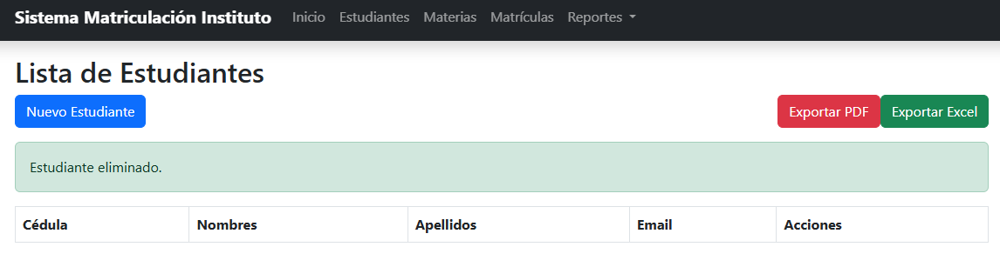 Sistema Matriculación Instituto Inicio Estudiantes Materias Matrículas Reportes
Lista de Estudiantes
Nuevo Estudiante Exportar PDF Exportar Excel
Estudiante eliminado.
Cédula Nombres Apellidos Email Acciones